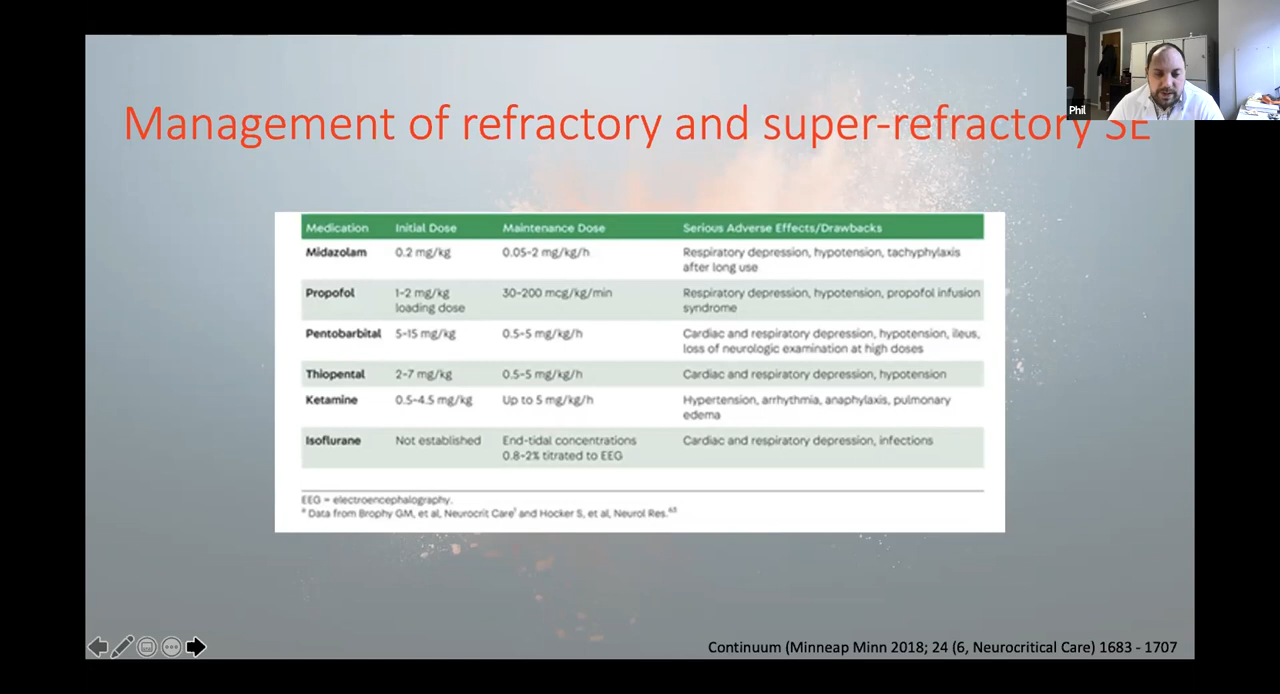 Phil
Management of refractory and super-refractory SE
Medication Initial Dose Maintenance Dose Serious Adverse Effects/Drawbacks
Midazolam 0.2 mg/kg 0.05-2 mg/kg/h Respiratory depression, hypotension, tachyphylaxis
after long use
Propofol 1-2 mg/kg 30-200 mcg/kg/min Respiratory depression, hypotension, propofol infusion
loading dose syndrome
Pentobarbital 5-15 mg/kg 0.5-5 mg/kg/h Cardiac and respiratory depression, hypotension, ileus,
loss of neurologic examination at high doses
Thiopental 2-7 mg/kg 0.5-5 mg/kg/h Cardiac and respiratory depression, hypotension
Ketamine 0.5-4.5 mg/kg Up to 5 mg/kg/h Hypertension, arrhythmia, anaphylaxis, pulmonary
edema
Isoflurane Not established End-tidal concentrations Cardiac and respiratory depression, infections
0.8-2% titrated to EEG
EEG = electroencephalography.
a Data from Brophy GM, et al, Neurocrit Care1 and Hocker S, et al, Neurol Res.
Continuum (Minneap Minn 2018; 24 (6, Neurocritical Care) 1683 - 1707